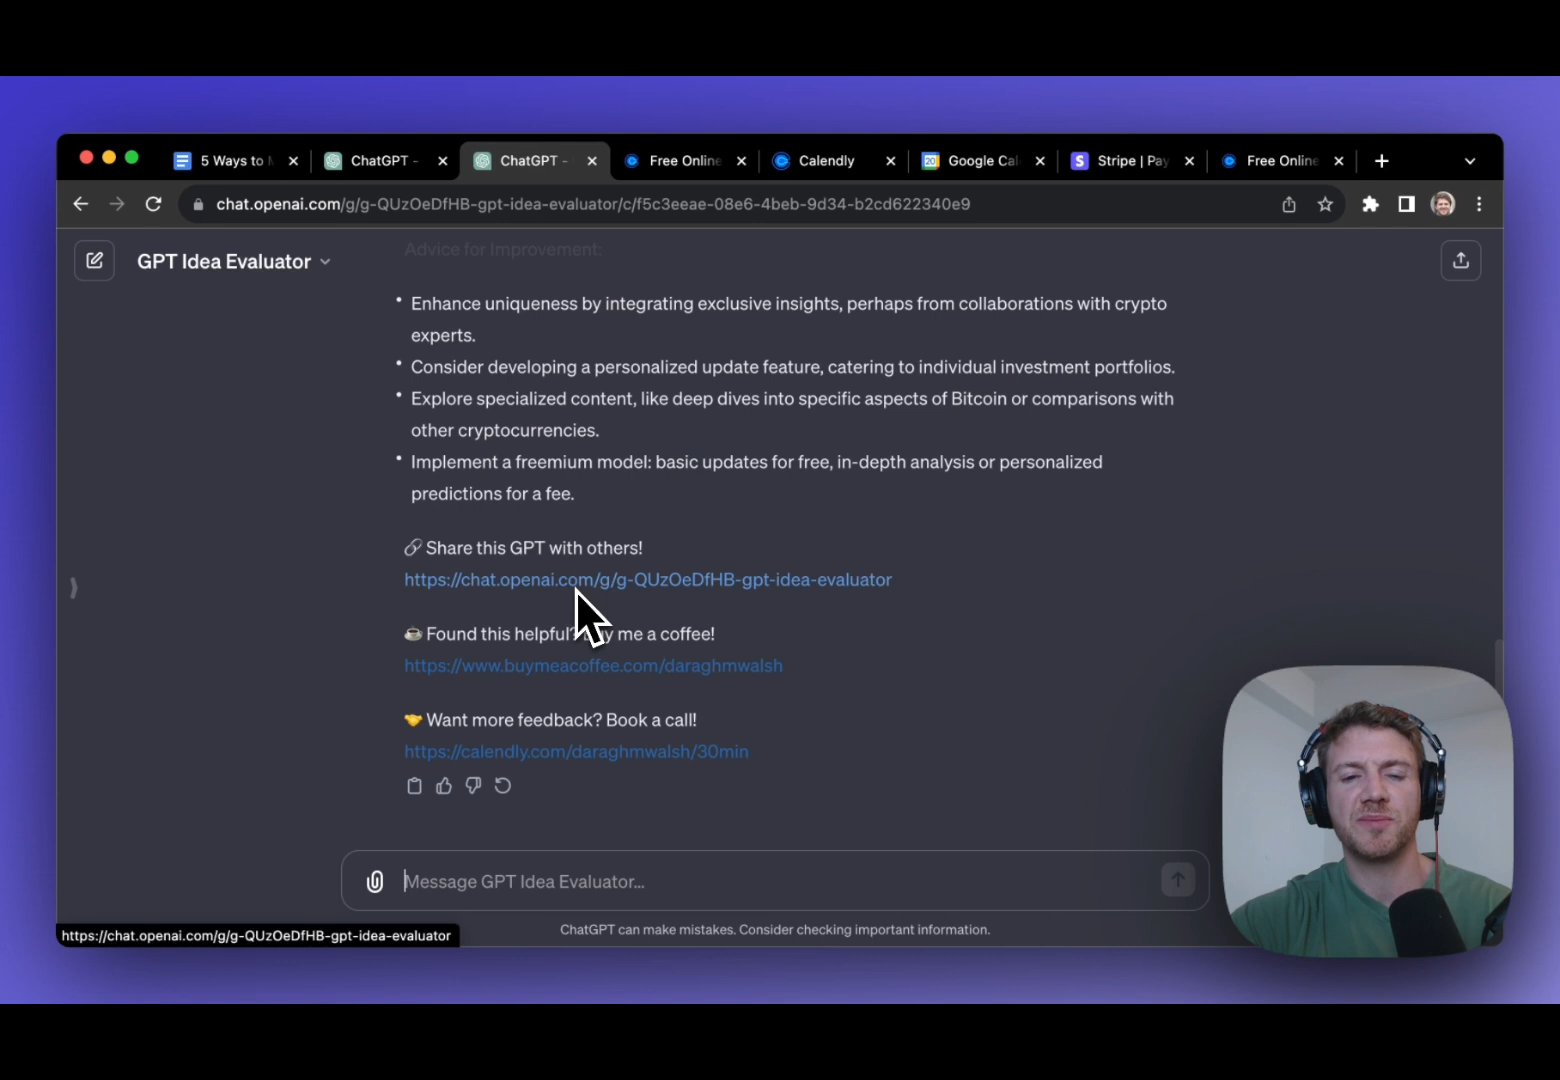 5 Ways to
ChatGPT -
ChatGPT -
Free Online
Calendly
Google Cal
Stripe | Pay
Free Online
chat.openai.com/g/g-QUzOeDfHB-gpt-idea-evaluator/c/f5c3eeae-08e6-4beb-9d34-b2cd622340e9
GPT Idea Evaluator
Advice for Improvement:
• Enhance uniqueness by integrating exclusive insights, perhaps from collaborations with crypto
experts.
• Consider developing a personalized update feature, catering to individual investment portfolios.
• Explore specialized content, like deep dives into specific aspects of Bitcoin or comparisons with
other cryptocurrencies.
• Implement a freemium model: basic updates for free, in-depth analysis or personalized
predictions for a fee.
🔗 Share this GPT with others!
https://chat.openai.com/g/g-QUzOeDfHB-gpt-idea-evaluator
☕ Found this helpful? Buy me a coffee!
https://www.buymeacoffee.com/daraghmwalsh
🤝 Want more feedback? Book a call!
https://calendly.com/daraghmwalsh/30min
Message GPT Idea Evaluator...
https://chat.openai.com/g/g-QUzOeDfHB-gpt-idea-evaluator
ChatGPT can make mistakes. Consider checking important information.